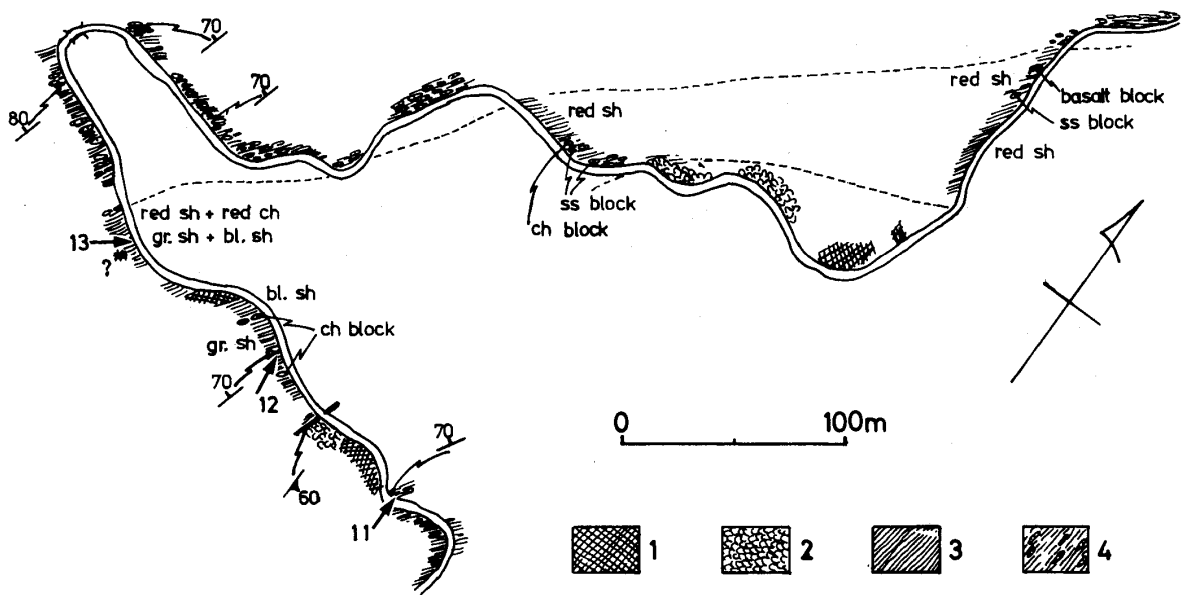 70
70
80
red sh
red sh
basalt block
ss block
red sh
ss block
ch block
red sh + red ch
gr. sh + bl. sh
13
?
bl. sh
ch block
gr. sh
70
12
60
70
11
0 100m
1 2 3 4